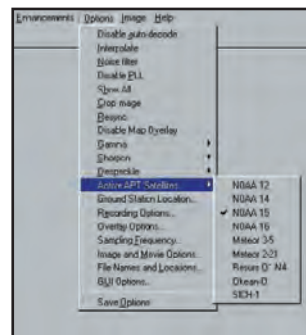 Enhancements Options Image Help
Disable auto-decode
Interpolate
Noise filter
Disable PLL
Show All
Crop image
Resync
Disable Map Overlay
Gamma
Sharpen
Despeckle
Active APT Satellites
Ground Station Location...
Recording Options...
Overlay Options...
Sampling Frequency...
Image and Movie Options...
File Names and Locations...
GUI Options...
Save Options
NOAA 12
NOAA 14
NOAA 15
NOAA 16
Meteor 3-5
Meteor 2-21
Resurs O1 N4
Okean-O
SICH-1